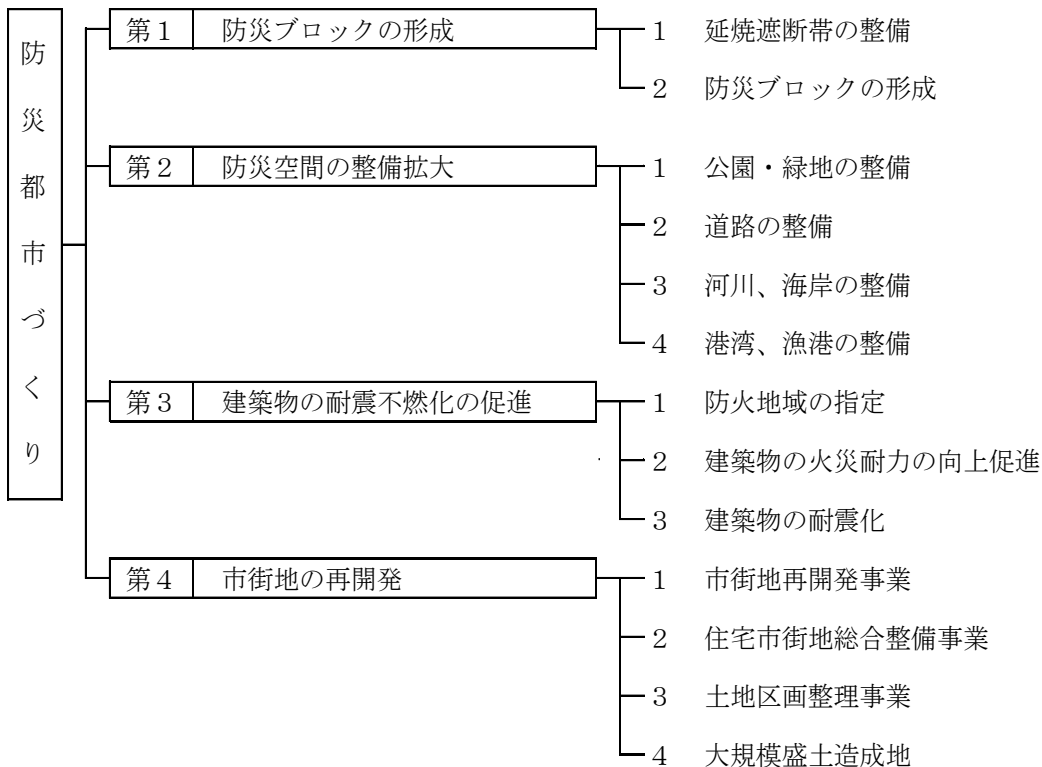 防災都市づくり
第１ 防災ブロックの形成
１ 延焼遮断帯の整備
２ 防災ブロックの形成
第２ 防災空間の整備拡大
１ 公園・緑地の整備
２ 道路の整備
３ 河川、海岸の整備
４ 港湾、漁港の整備
第３ 建築物の耐震不燃化の促進
１ 防火地域の指定
２ 建築物の火災耐力の向上促進
３ 建築物の耐震化
第４ 市街地の再開発
１ 市街地再開発事業
２ 住宅市街地総合整備事業
３ 土地区画整理事業
４ 大規模盛土造成地